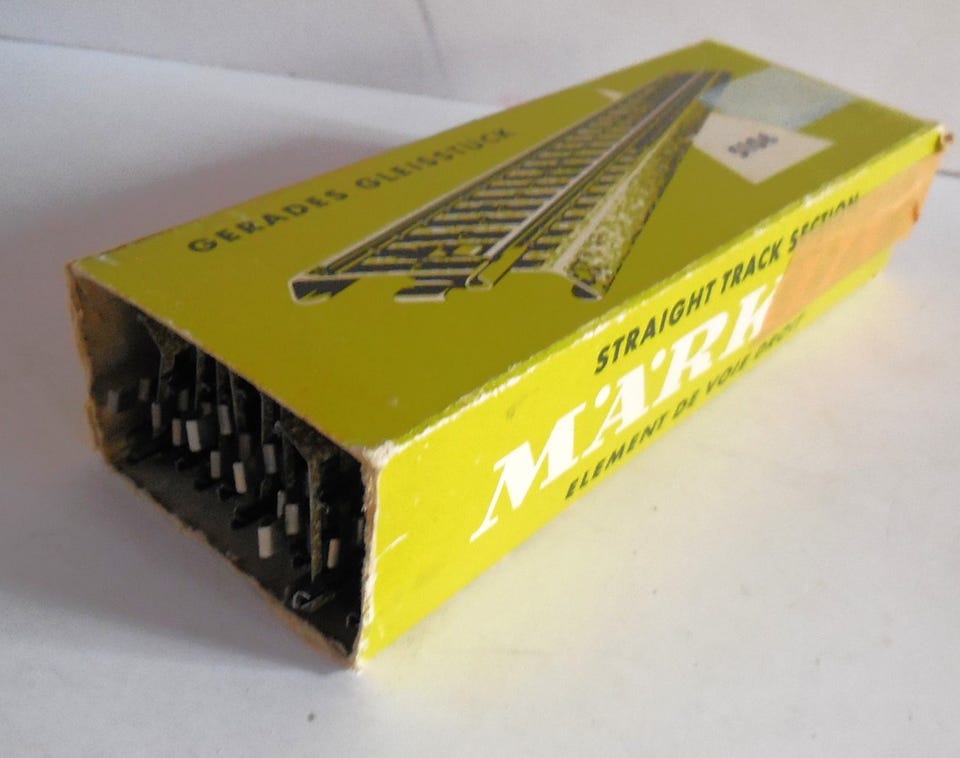 GERADES GLEISSTÜCK
5106
STRAIGHT TRACK SECTION
MÄRK
ELEMENT DE VOIE DROIT